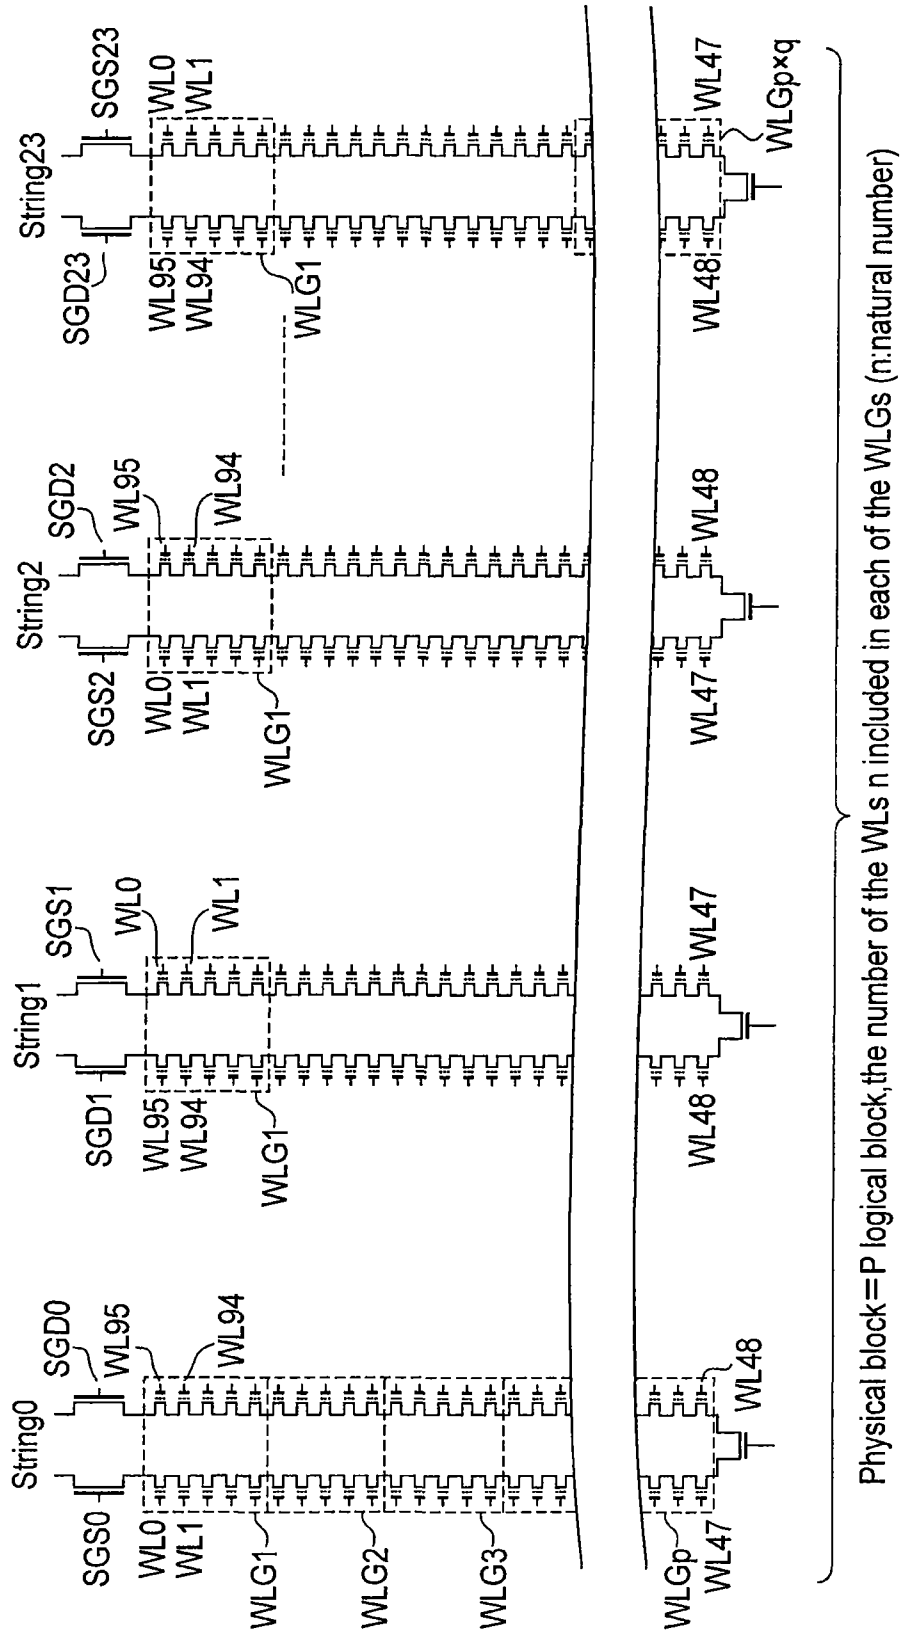 String0
SGS0
SGD0
WL95
WL94
WL0
WL1
WLG1
WLG2
WLG3
WLGp
WL47
WL48
String1
SGD1
SGS1
WL0
WL1
WL95
WL94
WLG1
WL48
WL47
String2
SGS2
SGD2
WL95
WL94
WL0
WL1
WLG1
WL47
WL48
String23
SGD23
SGS23
WL95
WL94
WL0
WL1
WLG1
WL48
WL47
WLGp×q
Physical block=P logical block,the number of the WLs n included in each of the WLGs (n:natural number)